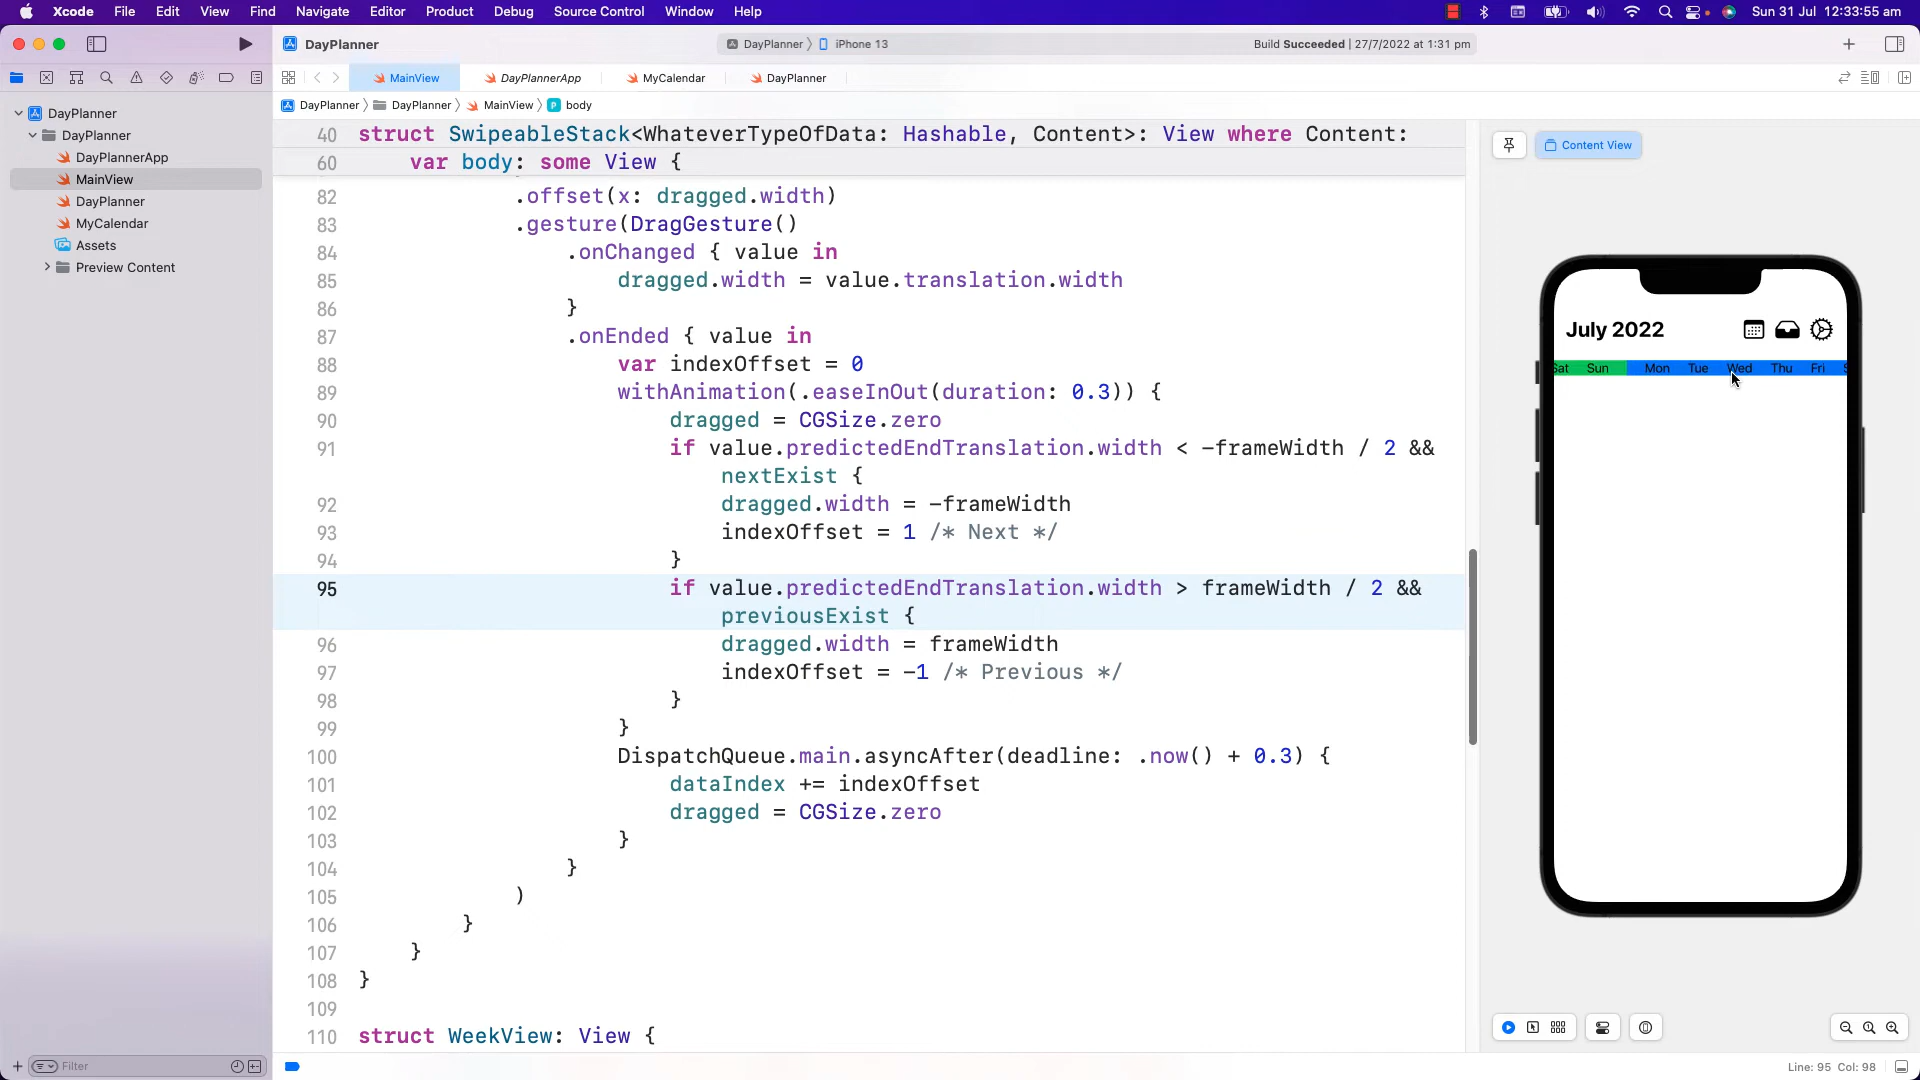 Xcode File Edit View Find Navigate Editor Product Debug Source Control Window Help
Sun 31 Jul 12:33:55 am
DayPlanner
DayPlanner
iPhone 13
Build Succeeded | 27/7/2022 at 1:31 pm
MainView
DayPlannerApp
MyCalendar
DayPlanner
DayPlanner
DayPlanner
MainView
P body
DayPlanner
DayPlanner
DayPlannerApp
MainView
DayPlanner
MyCalendar
Assets
Preview Content
40 struct SwipeableStack<WhateverTypeOfData: Hashable, Content>: View where Content:
60 var body: some View {
82 .offset(x: dragged.width)
83 .gesture(DragGesture()
84 .onChanged { value in
85 dragged.width = value.translation.width
86 }
87 .onEnded { value in
88 var indexOffset = 0
89 withAnimation(.easeInOut(duration: 0.3)) {
90 dragged = CGSize.zero
91 if value.predictedEndTranslation.width < -frameWidth / 2 &&
nextExist {
92 dragged.width = -frameWidth
93 indexOffset = 1 /* Next */
94 }
95 if value.predictedEndTranslation.width > frameWidth / 2 &&
previousExist {
96 dragged.width = frameWidth
97 indexOffset = -1 /* Previous */
98 }
99 }
100 DispatchQueue.main.asyncAfter(deadline: .now() + 0.3) {
101 dataIndex += indexOffset
102 dragged = CGSize.zero
103 }
104 }
105 )
106 }
107 }
108 }
109
110 struct WeekView: View {
Content View
July 2022
Sat Sun Mon Tue Wed Thu Fri S
Filter
Line: 95 Col: 98